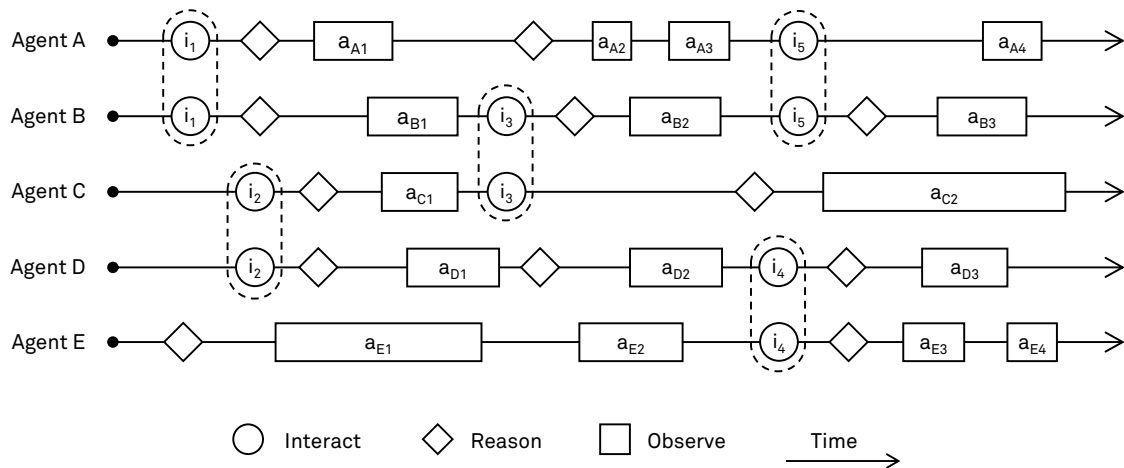 Agent A i1 aA1 aA2 aA3 i5 aA4
Agent B i1 aB1 i3 aB2 i5 aB3
Agent C i2 aC1 i3 aC2
Agent D i2 aD1 aD2 i4 aD3
Agent E aE1 aE2 i4 aE3 aE4
Interact Reason Observe Time